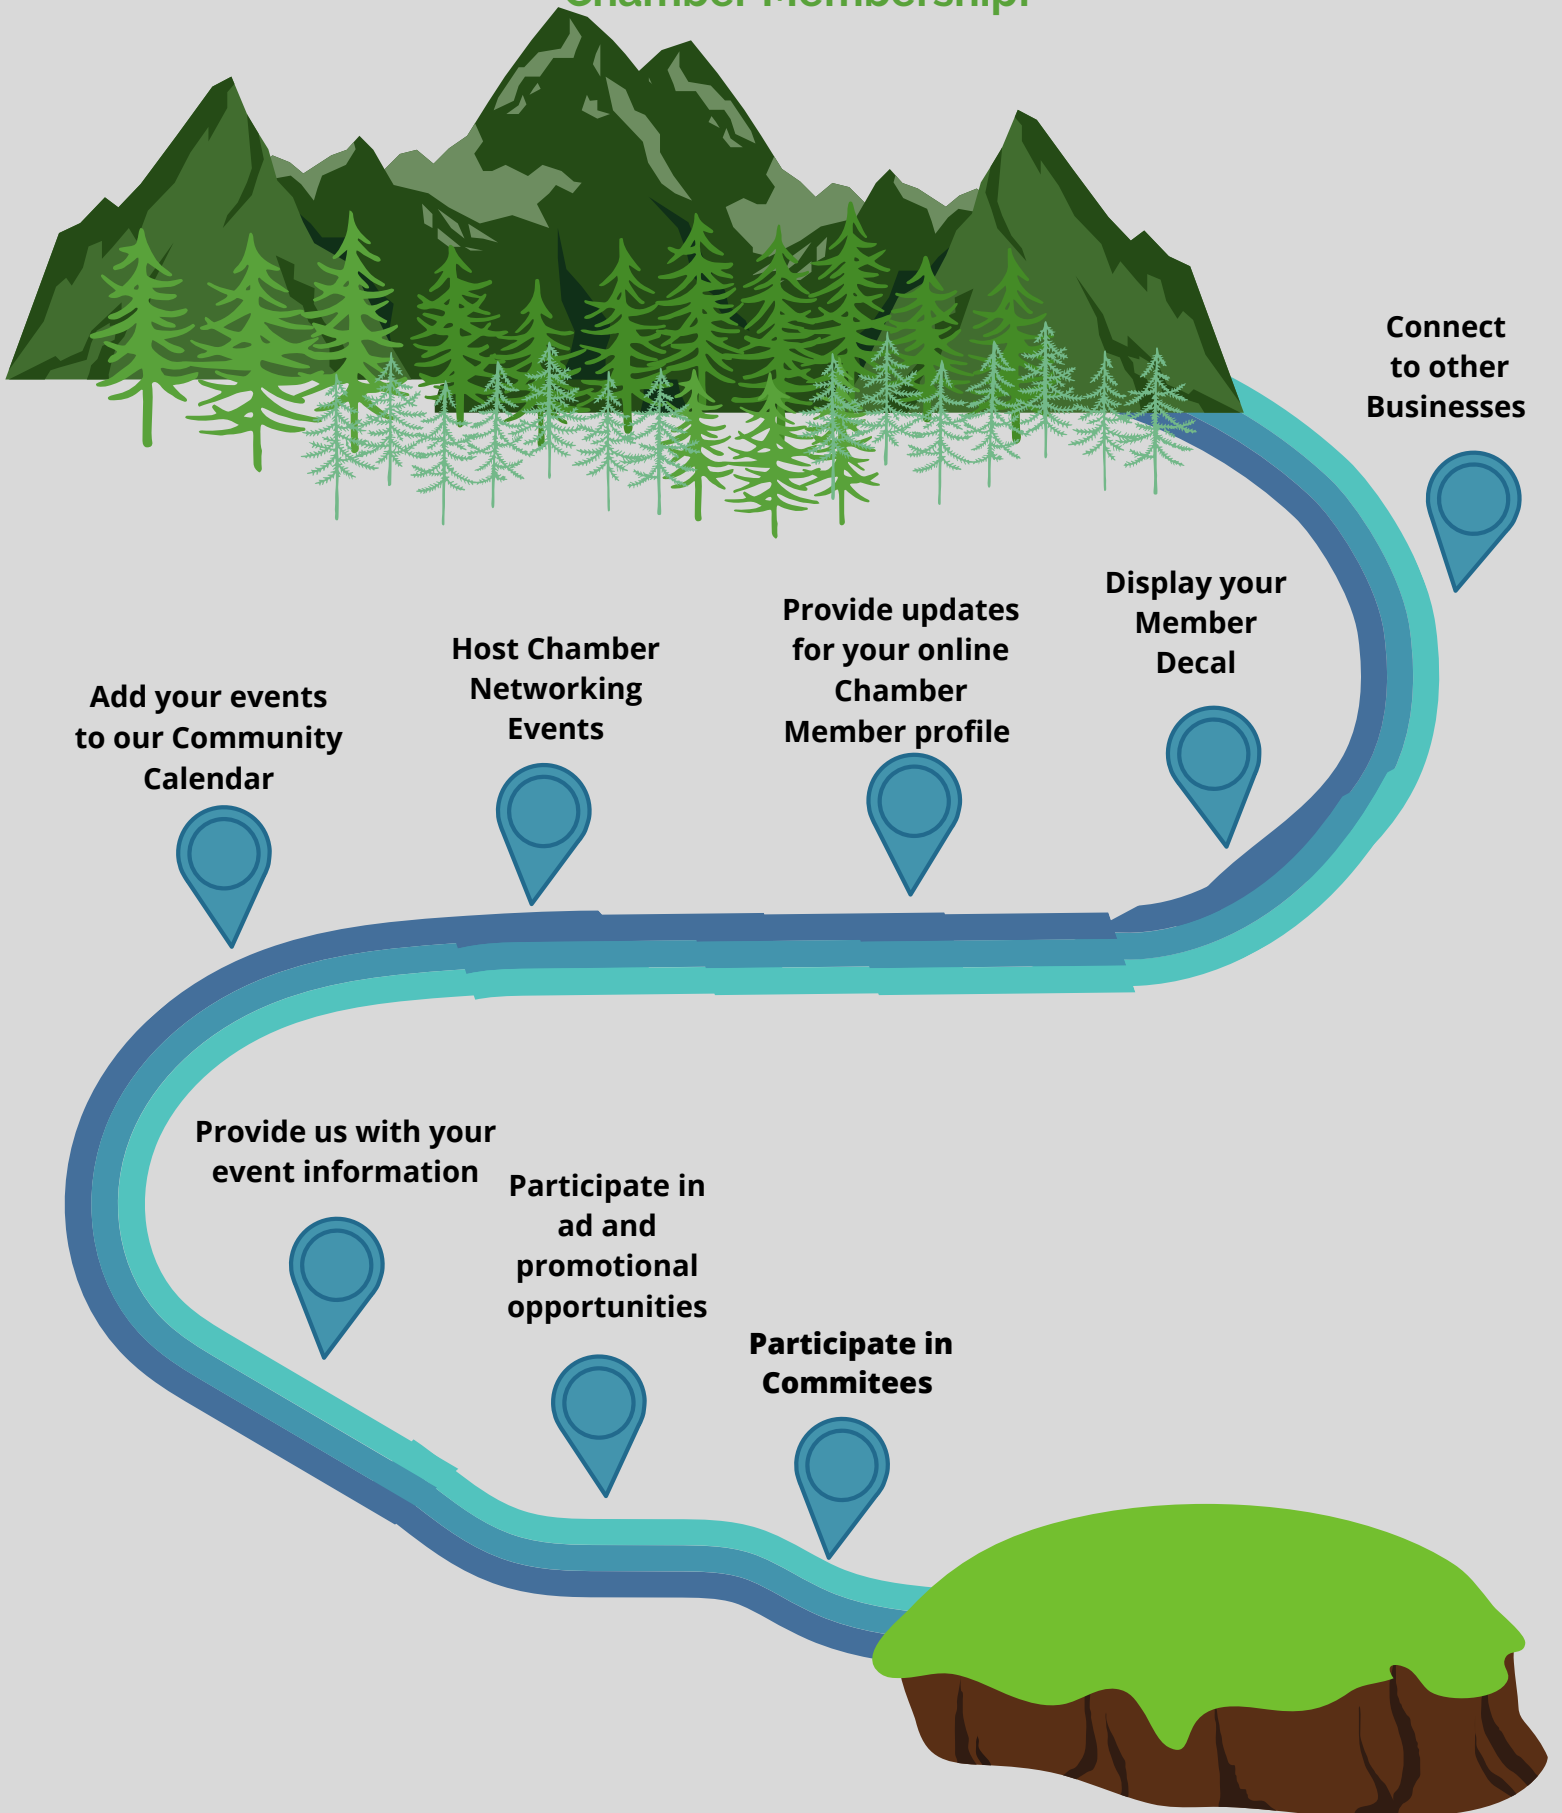 Chamber Membership!
Connect
to other
Businesses
Display your
Member
Decal
Provide updates
for your online
Chamber
Member profile
Host Chamber
Networking
Events
Add your events
to our Community
Calendar
Provide us with your
event information
Participate in
ad and
promotional
opportunities
Participate in
Commitees